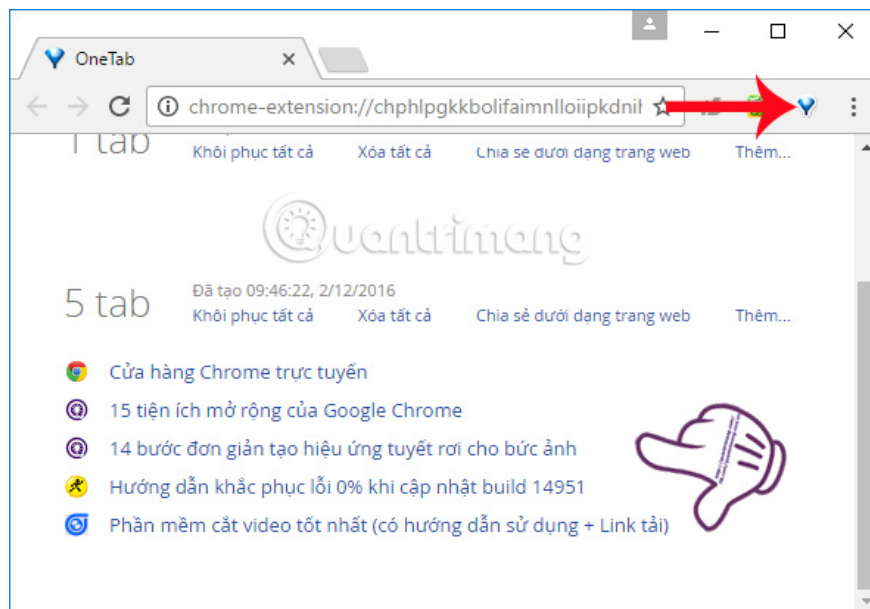 OneTab
chrome-extension://chphlpgkkbolifaimnlloiipkdnih
1 tab
Khôi phục tất cả Xóa tất cả Chia sẻ dưới dạng trang web Thêm...
Quantrimang
5 tab
Đã tạo 09:46:22, 2/12/2016
Khôi phục tất cả Xóa tất cả Chia sẻ dưới dạng trang web Thêm...
Cửa hàng Chrome trực tuyến
15 tiện ích mở rộng của Google Chrome
14 bước đơn giản tạo hiệu ứng tuyết rơi cho bức ảnh
Hướng dẫn khắc phục lỗi 0% khi cập nhật build 14951
Phần mềm cắt video tốt nhất (có hướng dẫn sử dụng + Link tải)